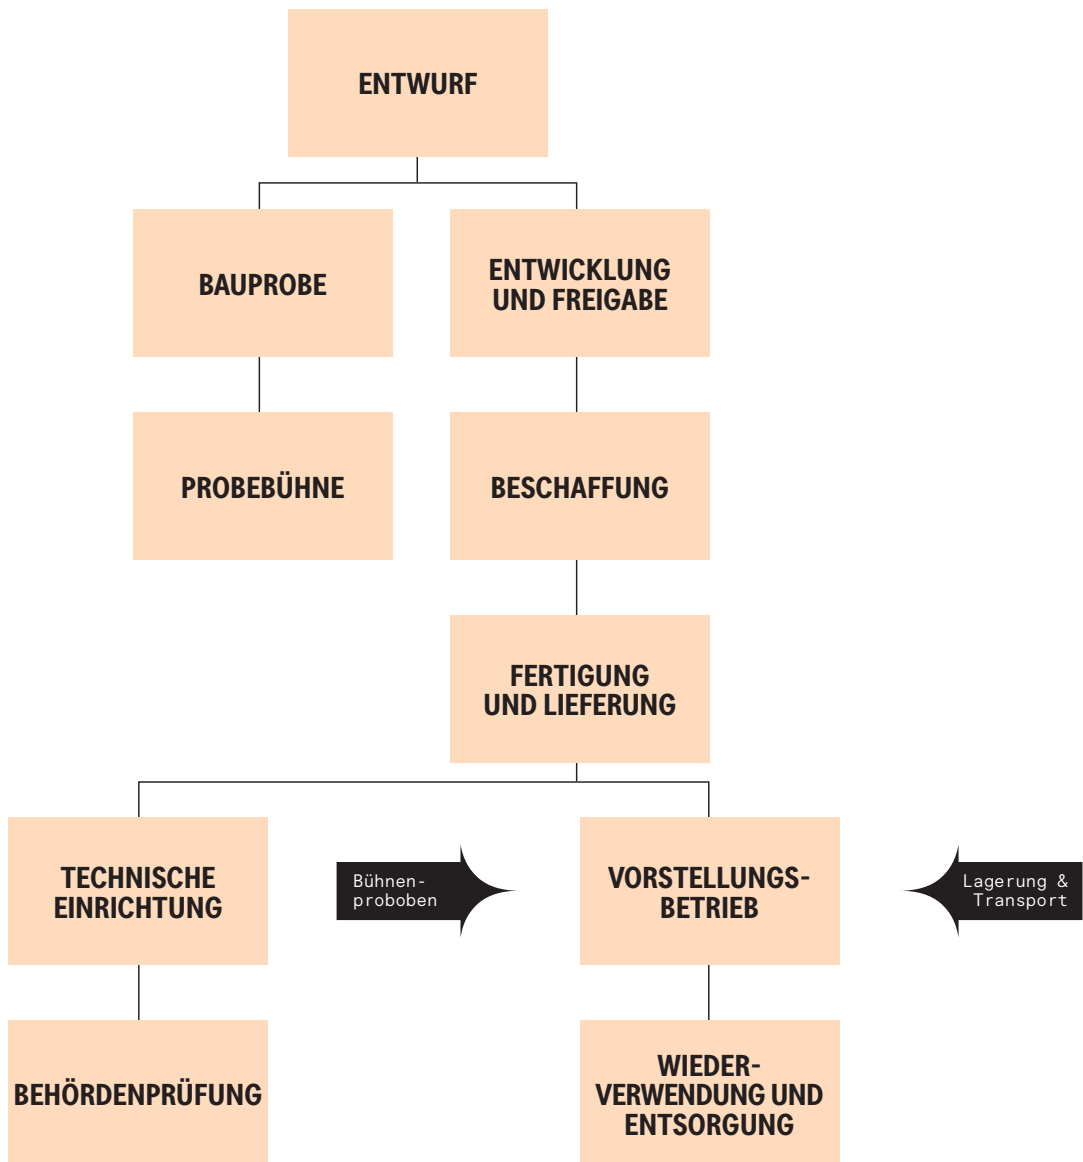 ENTWURF
BAUPROBE
ENTWICKLUNG
UND FREIGABE
PROBEBÜHNE
BESCHAFFUNG
FERTIGUNG
UND LIEFERUNG
TECHNISCHE
EINRICHTUNG
Bühnen-
proboben
VORSTELLUNGS-
BETRIEB
Lagerung &
Transport
BEHÖRDENPRÜFUNG
WIEDER-
VERWENDUNG UND
ENTSORGUNG